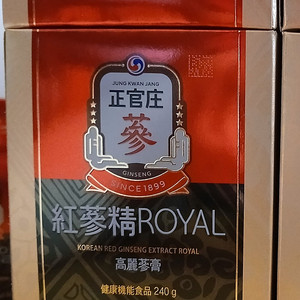 JUNG KWAN JANG
正官庄
蔘
GINSENG
SINCE 1899
紅蔘精ROYAL
KOREAN RED GINSENG EXTRACT ROYAL
高麗蔘膏
健康機能食品 240 g